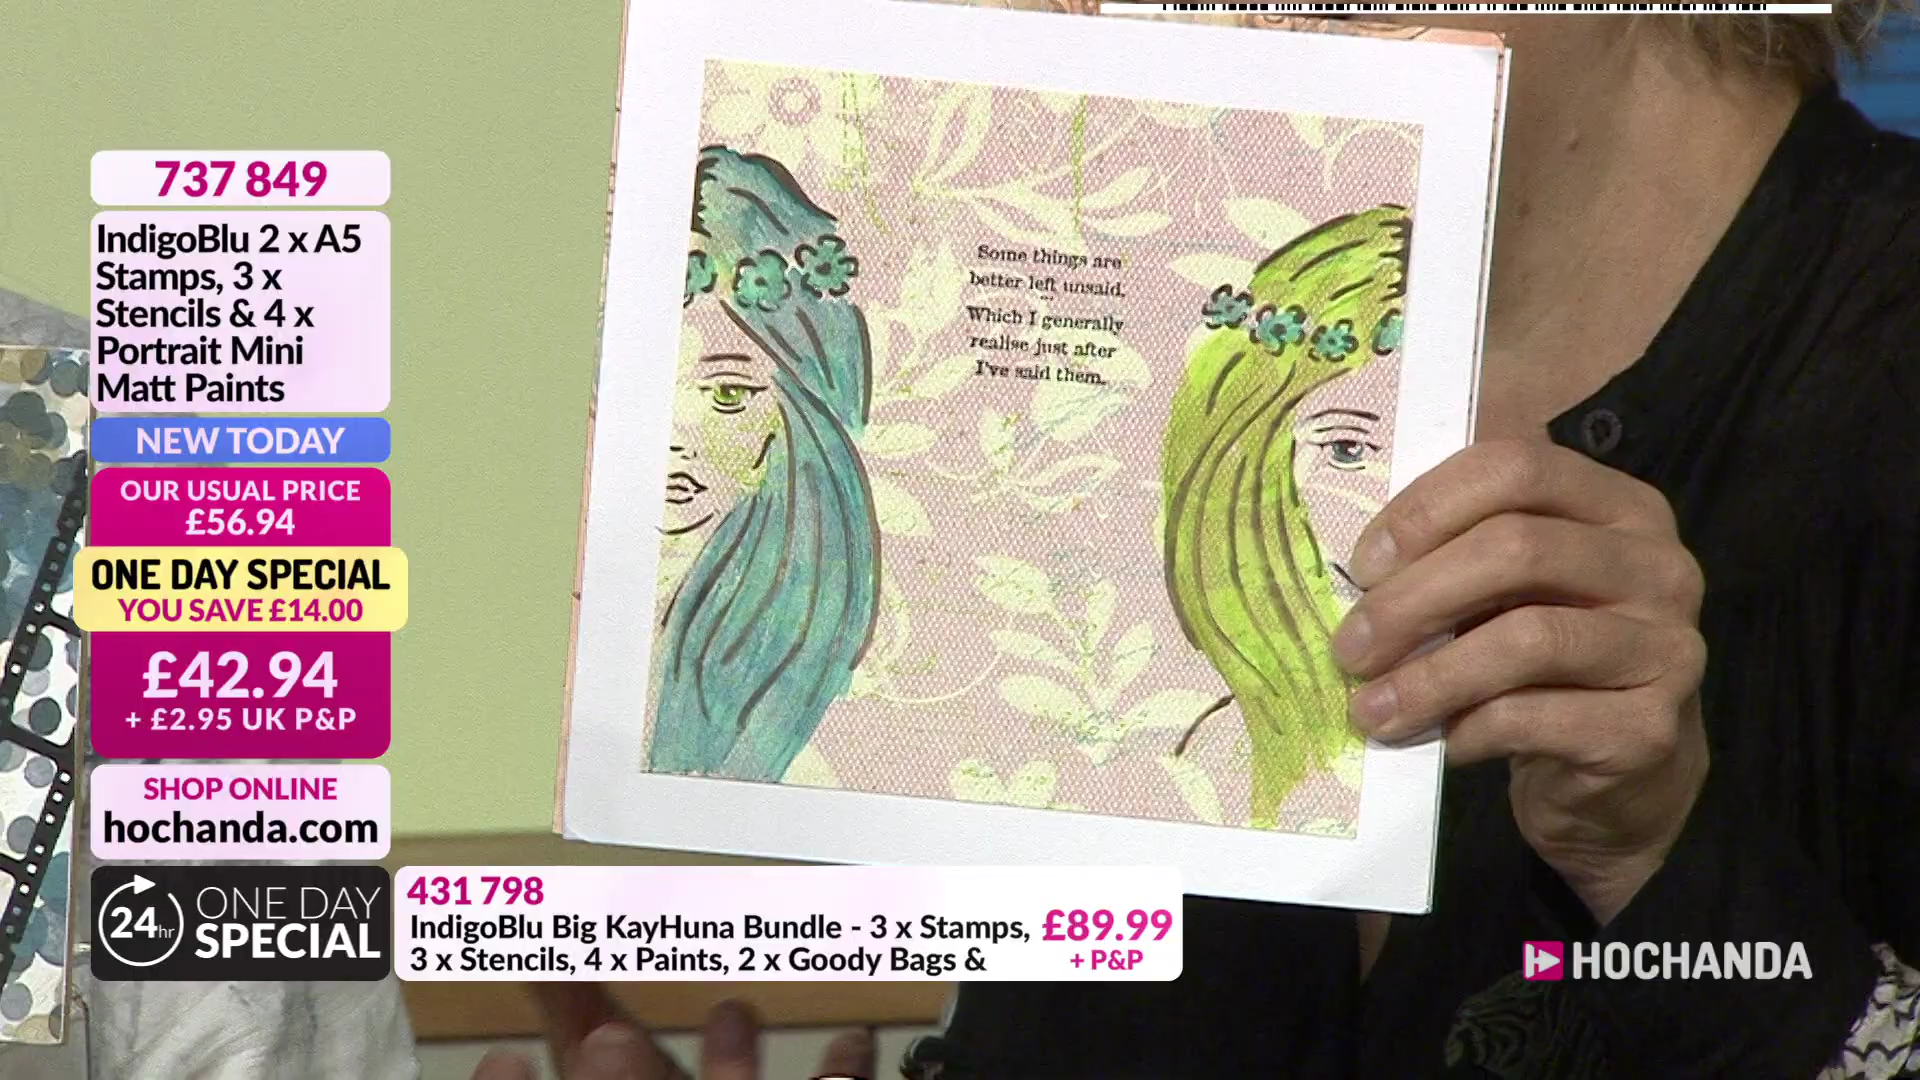 737 849
IndigoBlu 2 x A5
Stamps, 3 x
Stencils & 4 x
Portrait Mini
Matt Paints
NEW TODAY
OUR USUAL PRICE
£56.94
ONE DAY SPECIAL
YOU SAVE £14.00
£42.94
+ £2.95 UK P&P
SHOP ONLINE
hochanda.com
24hr
ONE DAY
SPECIAL
431 798
IndigoBlu Big KayHuna Bundle - 3 x Stamps,
3 x Stencils, 4 x Paints, 2 x Goody Bags &
£89.99
+ P&P
Some things are
better left unsaid.
...
Which I generally
realise just after
I've said them.
HOCHANDA